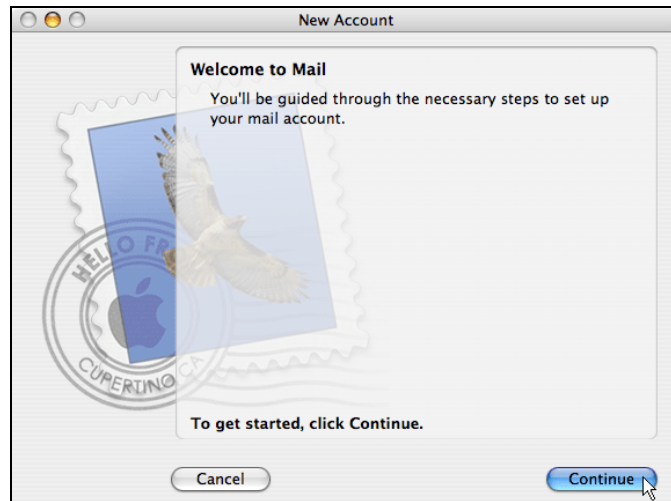 New Account
Welcome to Mail
You'll be guided through the necessary steps to set up
your mail account.
HELLO FR
CUPERTINO CA
To get started, click Continue.
Cancel
Continue